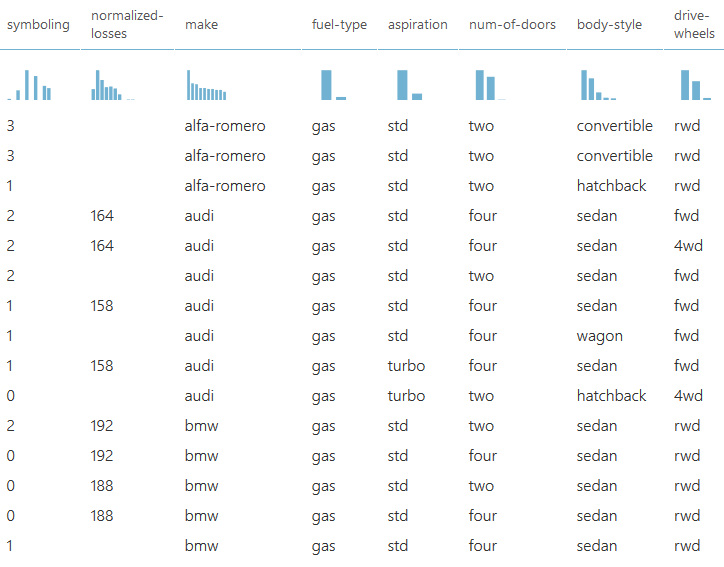 symboling normalized-losses make fuel-type aspiration num-of-doors body-style drive-wheels
3 alfa-romero gas std two convertible rwd
3 alfa-romero gas std two convertible rwd
1 alfa-romero gas std two hatchback rwd
2 164 audi gas std four sedan fwd
2 164 audi gas std four sedan 4wd
2 audi gas std two sedan fwd
1 158 audi gas std four sedan fwd
1 audi gas std four wagon fwd
1 158 audi gas turbo four sedan fwd
0 audi gas turbo two hatchback 4wd
2 192 bmw gas std two sedan rwd
0 192 bmw gas std four sedan rwd
0 188 bmw gas std two sedan rwd
0 188 bmw gas std four sedan rwd
1 bmw gas std four sedan rwd